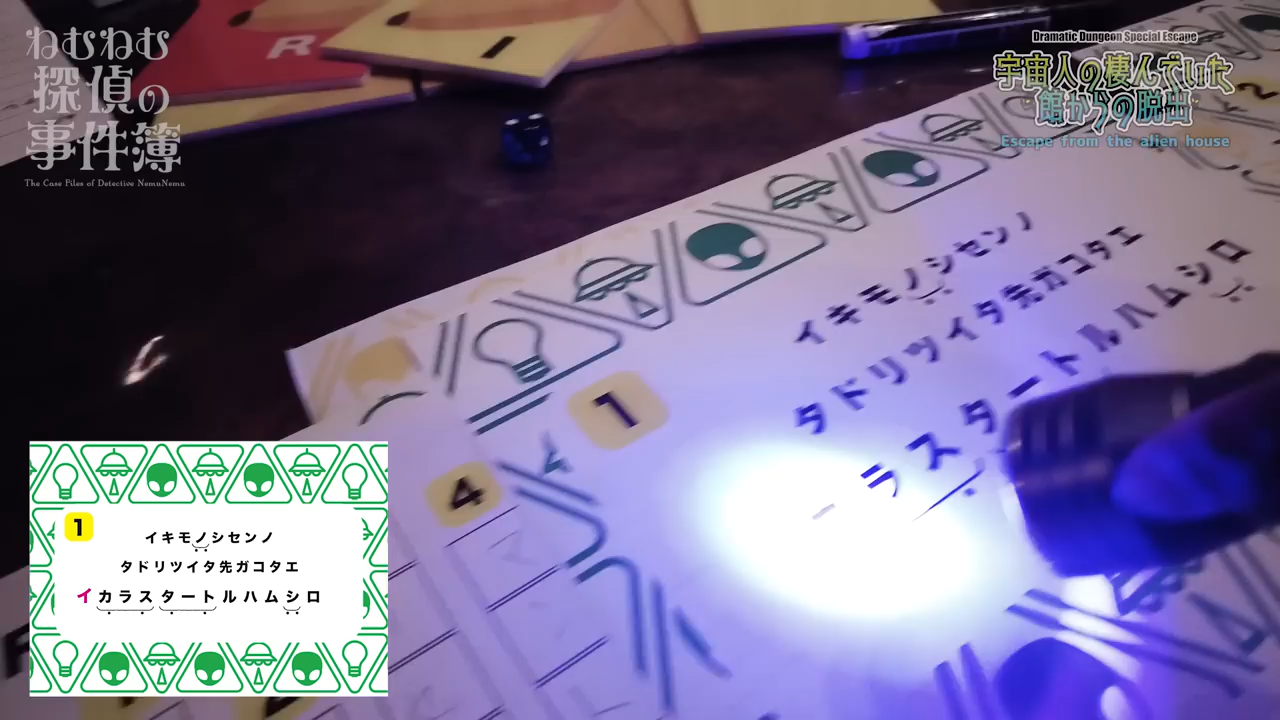 ねむねむ
探偵の
事件簿
The Case Files of Detective NemuNemu
Dramatic Dungeon Special Escape
宇宙人の棲んでいた
館からの脱出
Escape from the alien house
R
1
2
1
イキモノシセンノ
タドリツイタ先ガコタエ
ラスタートルハムシロ
4
1
イキモノシセンノ
タドリツイタ先ガコタエ
イカラスタートルハムシロ